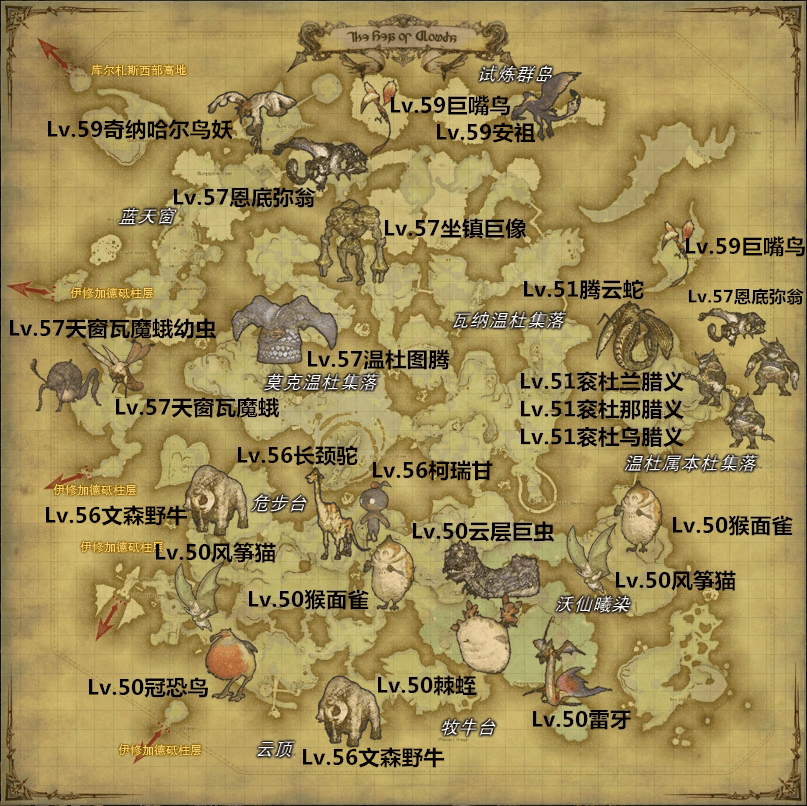 The Sea of Clouds
试炼群岛
库尔札斯西部高地
Lv.59巨嘴鸟
Lv.59奇纳哈尔鸟妖
Lv.59安祖
Lv.57恩底弥翁
蓝天窗
Lv.57坐镇巨像
Lv.59巨嘴鸟
伊修加德砥柱层
Lv.51腾云蛇
Lv.57恩底弥翁
瓦纳温杜集落
Lv.57天窗瓦魔蛾幼虫
Lv.57温杜图腾
莫克温杜集落
Lv.51衮杜兰腊义
Lv.57天窗瓦魔蛾
Lv.51衮杜那腊义
Lv.51衮杜鸟腊义
Lv.56长颈驼
Lv.56柯瑞甘
温杜属本杜集落
伊修加德砥柱层
危步台
Lv.56文森野牛
Lv.50猴面雀
Lv.50云层巨虫
伊修加德砥柱层
Lv.50风筝猫
Lv.50风筝猫
Lv.50猴面雀
沃仙曦染
Lv.50冠恐鸟
Lv.50棘蛭
Lv.50雷牙
牧牛台
伊修加德砥柱层
云顶
Lv.56文森野牛